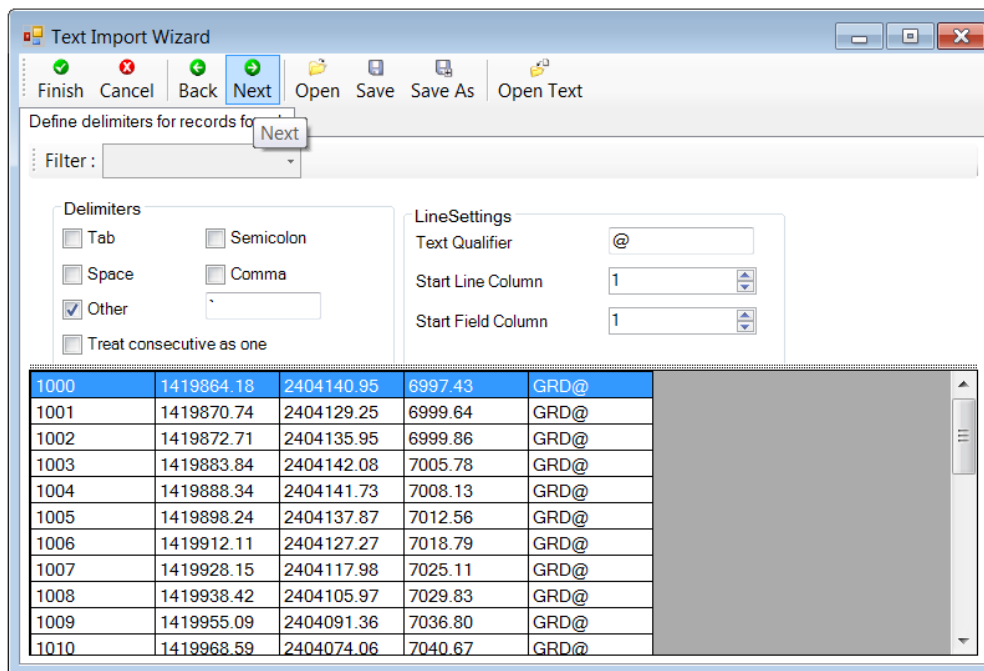 Text Import Wizard
Finish Cancel Back Next Open Save Save As Open Text
Define delimiters for records fo
Next
Filter :
Delimiters
Tab Semicolon
Space Comma
Other `
Treat consecutive as one
LineSettings
Text Qualifier @
Start Line Column 1
Start Field Column 1
1000 1419864.18 2404140.95 6997.43 GRD@
1001 1419870.74 2404129.25 6999.64 GRD@
1002 1419872.71 2404135.95 6999.86 GRD@
1003 1419883.84 2404142.08 7005.78 GRD@
1004 1419888.34 2404141.73 7008.13 GRD@
1005 1419898.24 2404137.87 7012.56 GRD@
1006 1419912.11 2404127.27 7018.79 GRD@
1007 1419928.15 2404117.98 7025.11 GRD@
1008 1419938.42 2404105.97 7029.83 GRD@
1009 1419955.09 2404091.36 7036.80 GRD@
1010 1419968.59 2404074.06 7040.67 GRD@